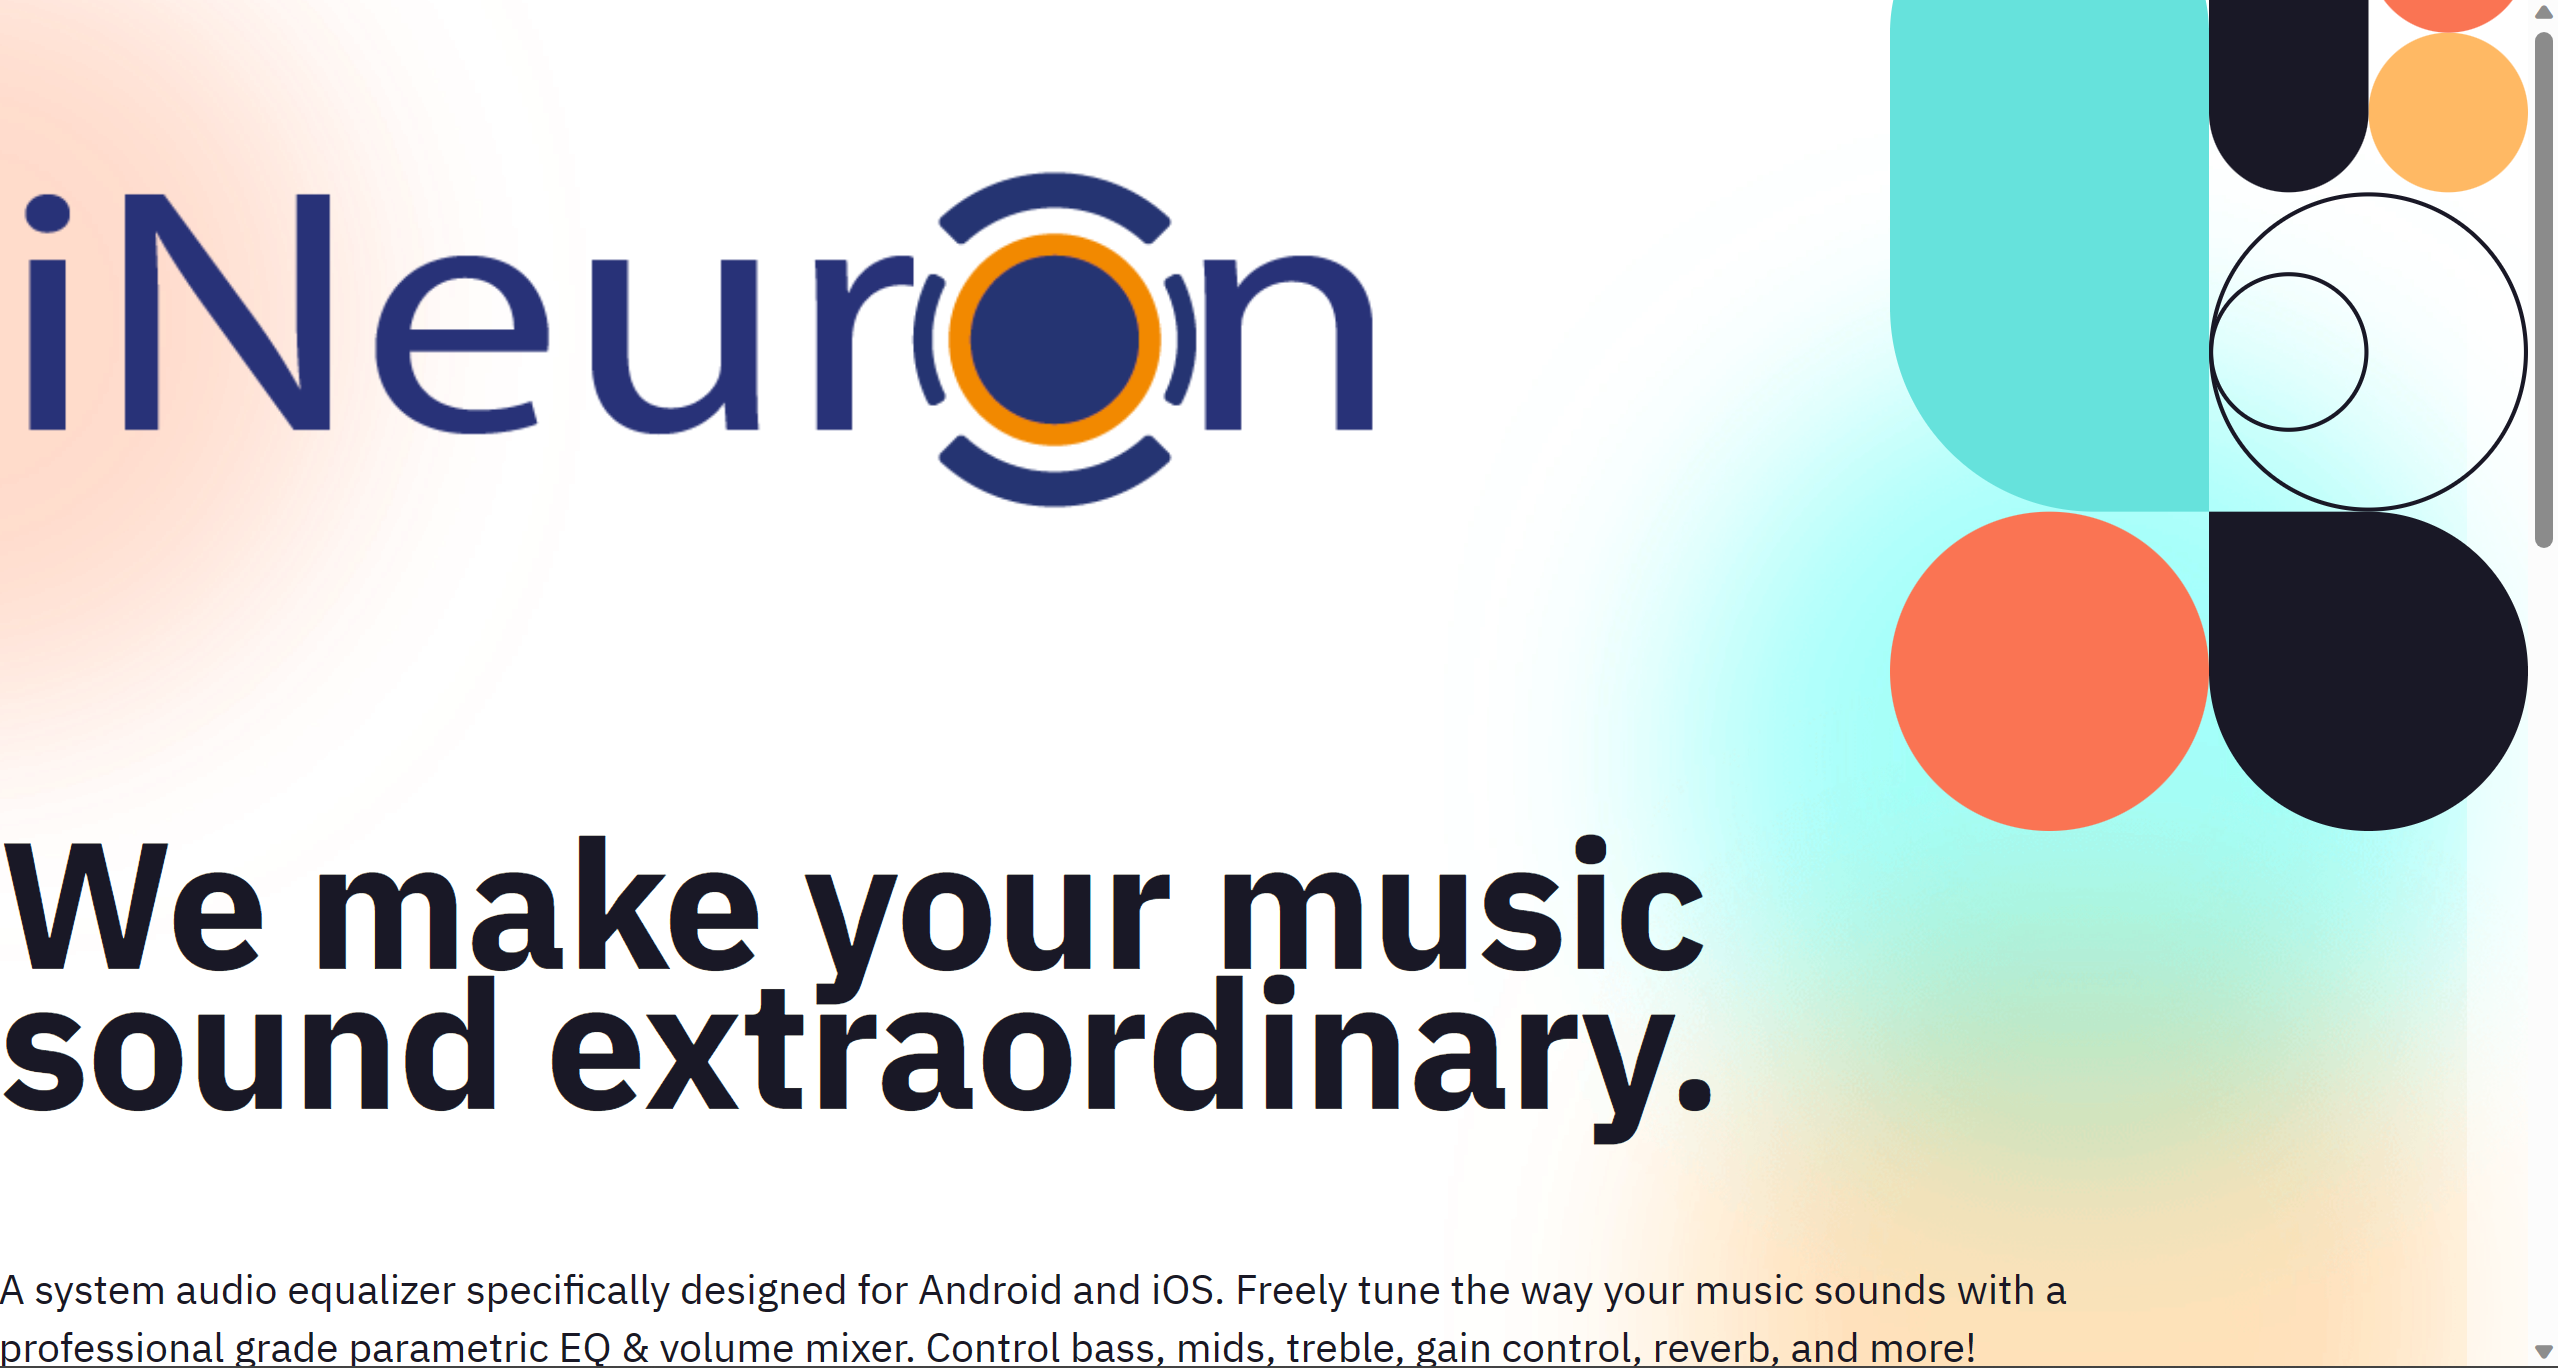 iNeuron
We make your music
sound extraordinary.
A system audio equalizer specifically designed for Android and iOS. Freely tune the way your music sounds with a
professional grade parametric EQ & volume mixer. Control bass, mids, treble, gain control, reverb, and more!